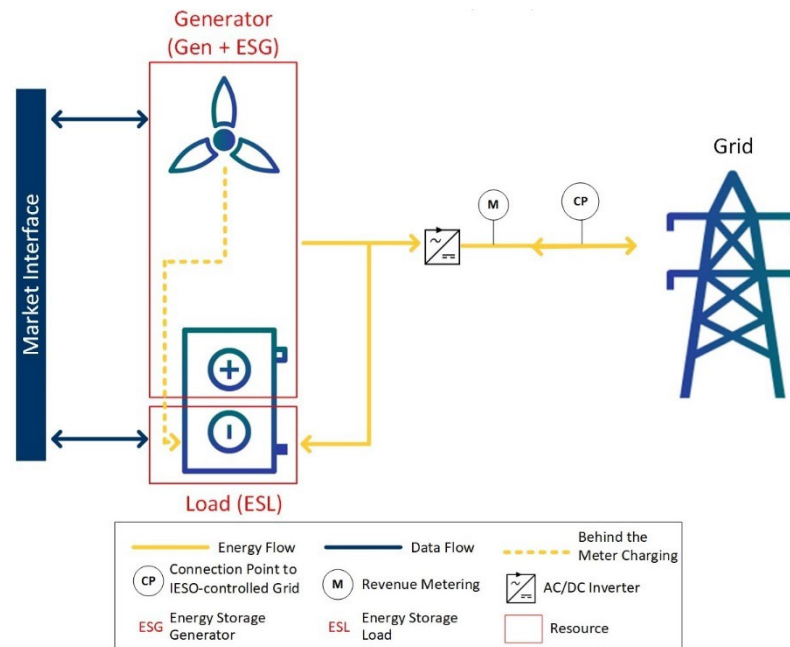 Generator
(Gen + ESG)
Market Interface
M
CP
Grid
Load (ESL)
Energy Flow
Data Flow
Behind the
Meter Charging
CP
Connection Point to
IESO-controlled Grid
M
Revenue Metering
AC/DC Inverter
ESG
Energy Storage
Generator
ESL
Energy Storage
Load
Resource